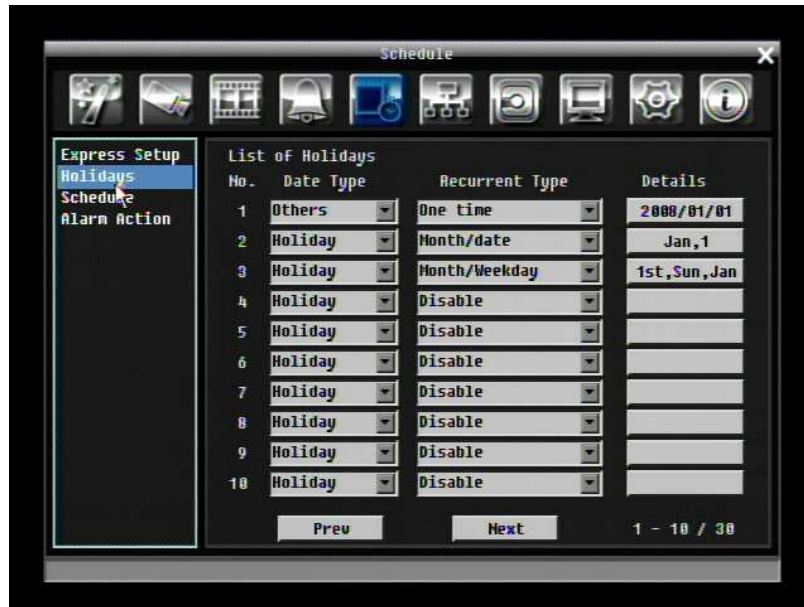 Schedule
Express Setup
Holidays
Schedule
Alarm Action
List of Holidays
No. Date Type Recurrent Type Details
1 Others One time 2008/01/01
2 Holiday Month/date Jan,1
3 Holiday Month/Weekday 1st,Sun,Jan
4 Holiday Disable
5 Holiday Disable
6 Holiday Disable
7 Holiday Disable
8 Holiday Disable
9 Holiday Disable
10 Holiday Disable
Prev Next 1 - 10 / 30